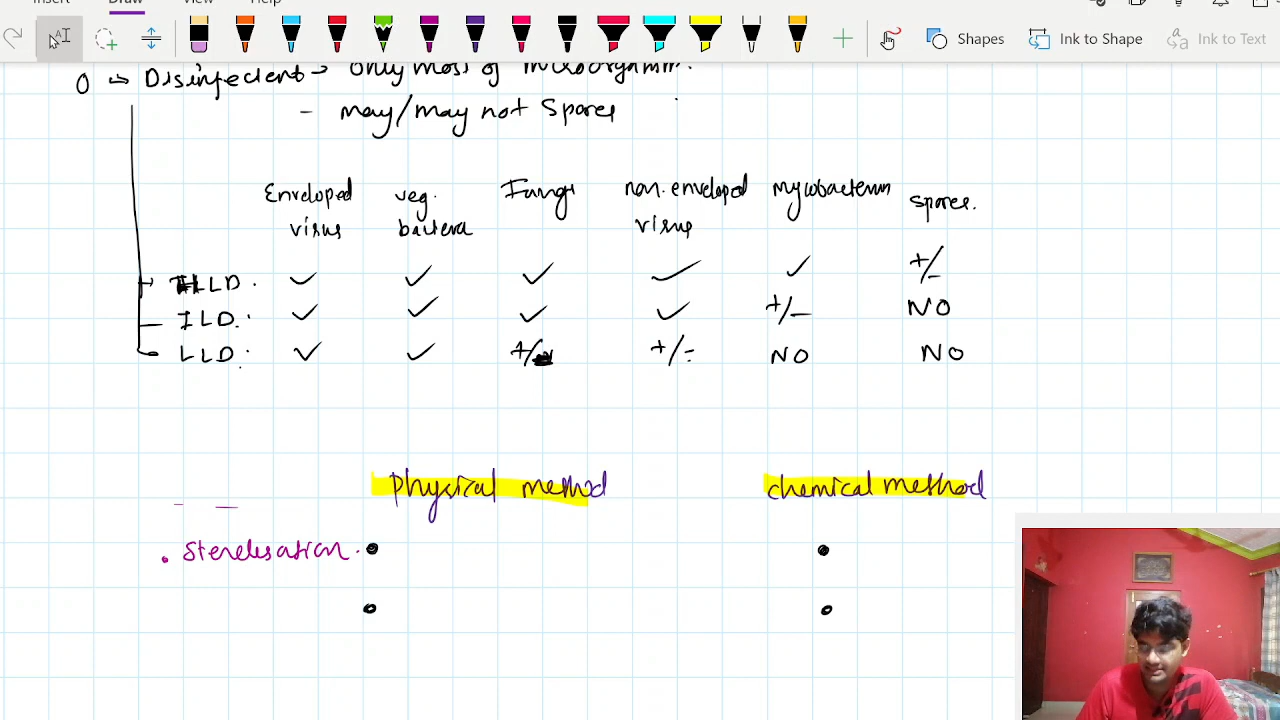 Insert Draw View Help
Shapes Ink to Shape Ink to Text
Disinfectent → only most of microorganism.
- may/may not Spores
Enveloped virus
veg. bacteria
Fungi
non. enveloped virus
mycobacterium
spores.
HLD. ✓ ✓ ✓ ✓ ✓ +/-
ILD. ✓ ✓ ✓ ✓ +/- NO
LLD. ✓ ✓ +/- +/- NO NO
physical method chemical method
. Sterelisation.